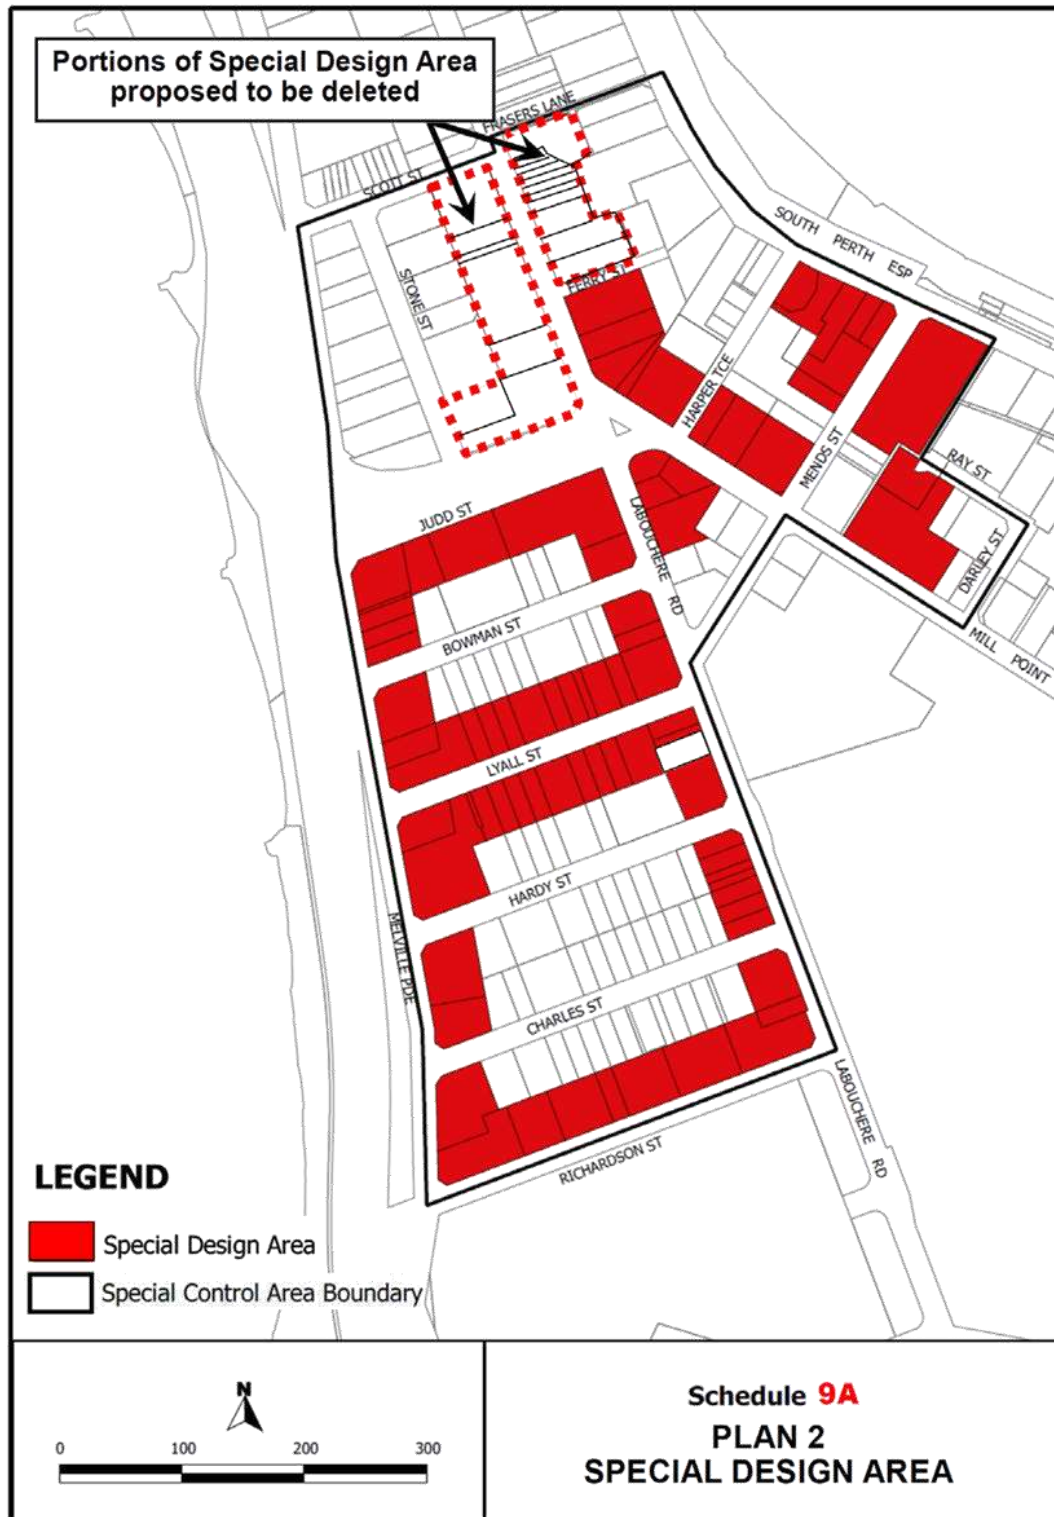 Portions of Special Design Area
proposed to be deleted
FRASERS LANE
SCOTT ST
SOUTH PERTH ESP
STONE ST
FERRY ST
HARPER TCE
MENDS ST
RAY ST
DARLEY ST
MILL POINT
JUDD ST
LABOUCHERE RD
BOWMAN ST
LYALL ST
HARDY ST
MELVILLE PDE
CHARLES ST
LABOUCHERE RD
RICHARDSON ST
LEGEND
Special Design Area
Special Control Area Boundary
N
0 100 200 300
Schedule 9A
PLAN 2
SPECIAL DESIGN AREA